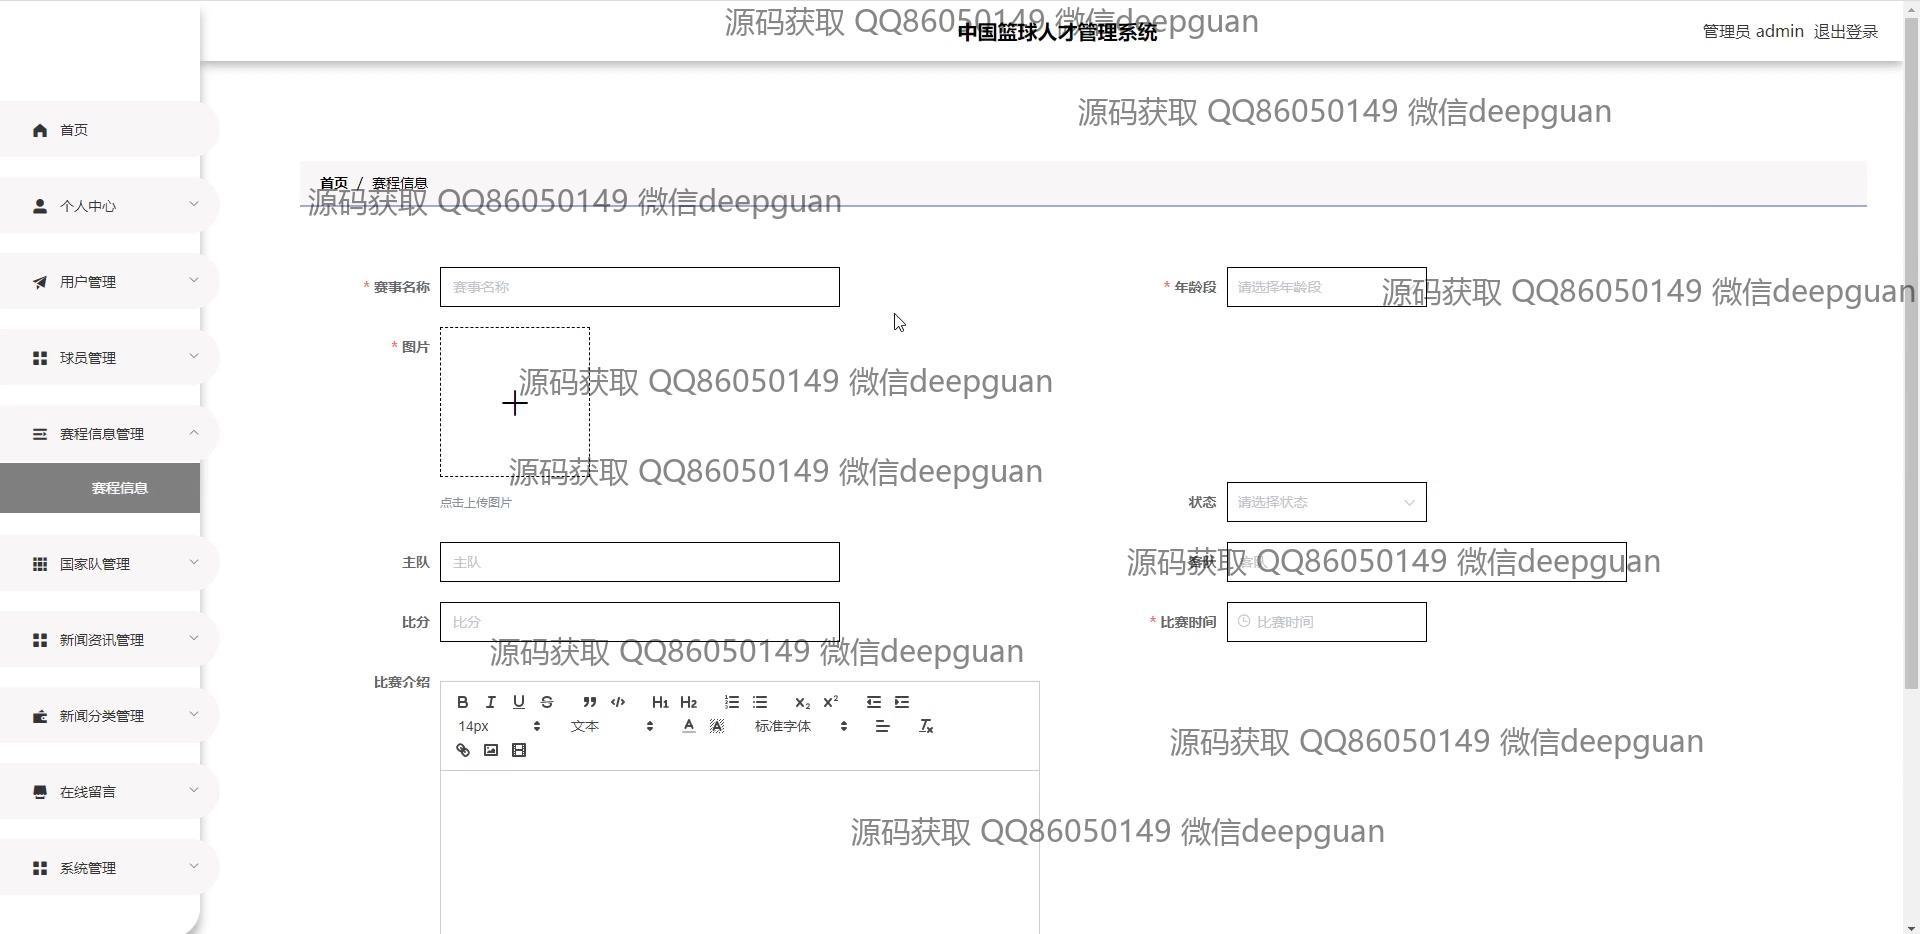 源码获取 QQ86050149 微信deepguan
中国篮球人才管理系统
管理员 admin 退出登录
源码获取 QQ86050149 微信deepguan
首页
首页 / 赛程信息
源码获取 QQ86050149 微信deepguan
个人中心
用户管理
* 赛事名称 赛事名称
* 年龄段 请选择年龄段
源码获取 QQ86050149 微信deepguan
* 图片
球员管理
源码获取 QQ86050149 微信deepguan
赛程信息管理
源码获取 QQ86050149 微信deepguan
赛程信息
点击上传图片
状态 请选择状态
国家队管理
主队 主队
客队 客队
源码获取 QQ86050149 微信deepguan
比分 比分
* 比赛时间 比赛时间
新闻资讯管理
源码获取 QQ86050149 微信deepguan
比赛介绍
B I U S ” </> H1 H2 x₂ x²
新闻分类管理
14px 文本 A A 标准字体 Tx
源码获取 QQ86050149 微信deepguan
在线留言
源码获取 QQ86050149 微信deepguan
系统管理